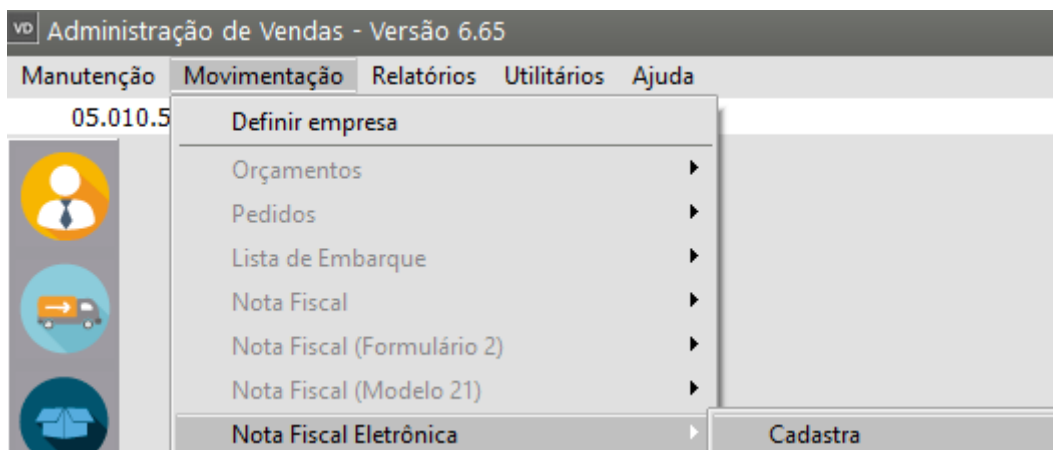 VD Administração de Vendas - Versão 6.65
Manutenção Movimentação Relatórios Utilitários Ajuda
05.010.5
Definir empresa
Orçamentos
Pedidos
Lista de Embarque
Nota Fiscal
Nota Fiscal (Formulário 2)
Nota Fiscal (Modelo 21)
Nota Fiscal Eletrônica Cadastra